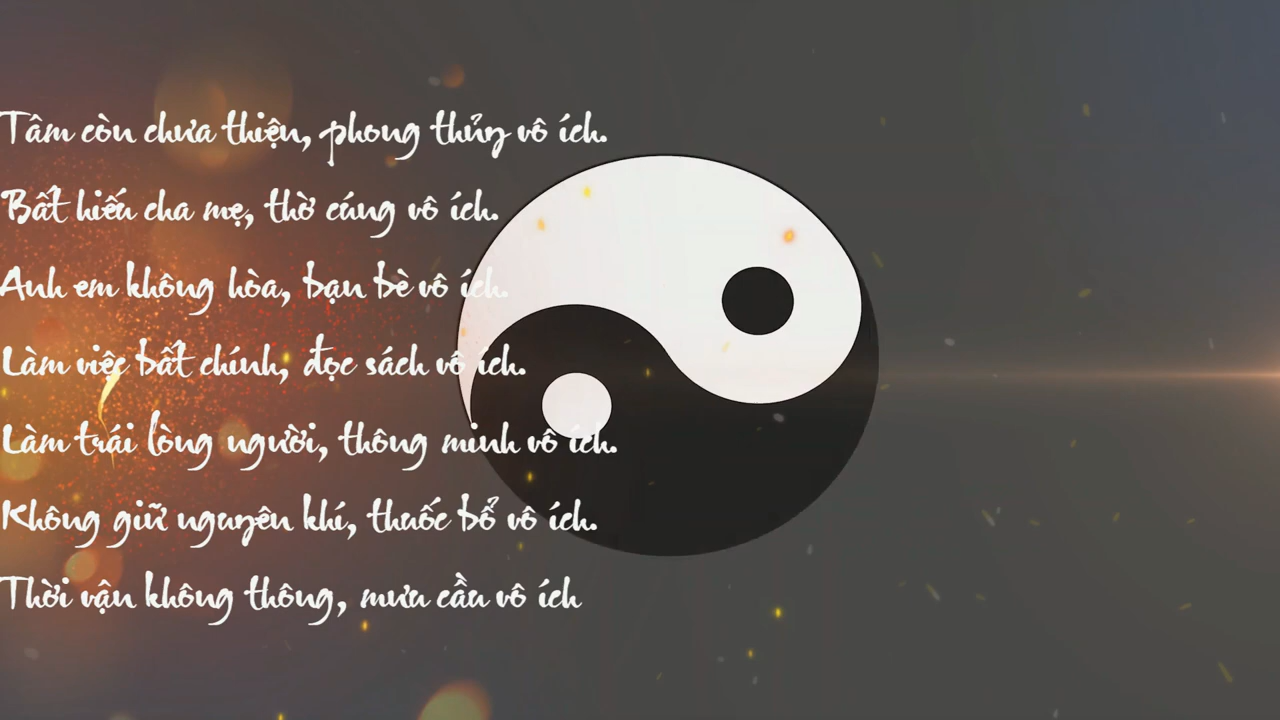 Tâm còn chưa thiện, phong thủy vô ích.
Bất hiếu cha mẹ, thờ cúng vô ích.
Anh em không hòa, bạn bè vô ích.
Làm việc bất chính, đọc sách vô ích.
Làm trái lòng người, thông minh vô ích.
Không giữ nguyên khí, thuốc bổ vô ích.
Thời vận không thông, mưu cầu vô ích